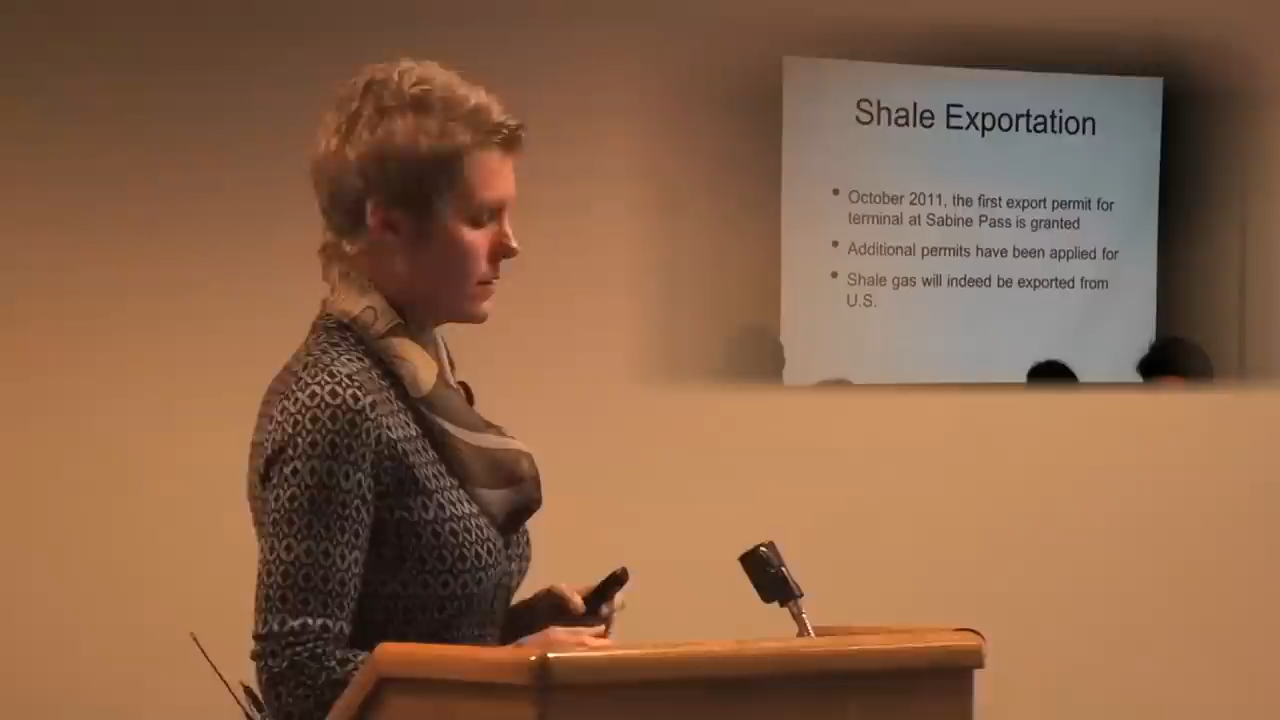 Shale Exportation
• October 2011, the first export permit for
terminal at Sabine Pass is granted
• Additional permits have been applied for
• Shale gas will indeed be exported from
U.S.